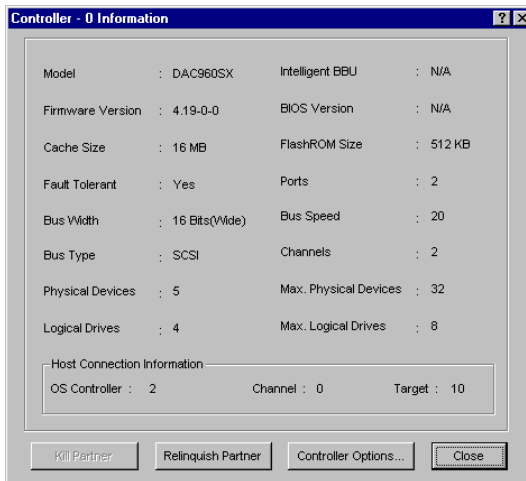 Controller - 0 Information
Model : DAC960SX Intelligent BBU : N/A
Firmware Version : 4.19-0-0 BIOS Version : N/A
Cache Size : 16 MB FlashROM Size : 512 KB
Fault Tolerant : Yes Ports : 2
Bus Width : 16 Bits(Wide) Bus Speed : 20
Bus Type : SCSI Channels : 2
Physical Devices : 5 Max. Physical Devices : 32
Logical Drives : 4 Max. Logical Drives : 8
Host Connection Information
OS Controller : 2 Channel : 0 Target : 10
Kill Partner Relinquish Partner Controller Options... Close